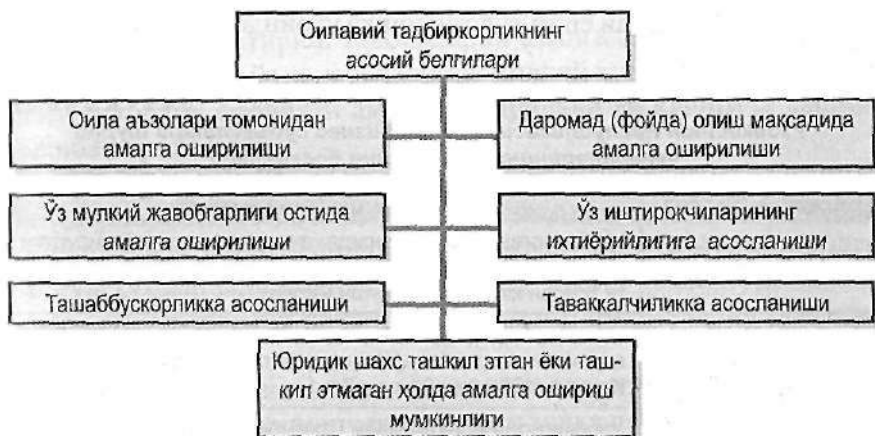 Оилавий тадбиркорликнинг
асосий белгилари
Оила аъзолари томонидан
амалга оширилиши
Даромад (фойда) олиш мақсадида
амалга оширилиши
Ўз мулкий жавобгарлиги остида
амалга оширилиши
Ўз иштирокчиларининг
ихтиёрийлигига асосланиши
Ташаббускорликка асосланиши
Таваккалчиликка асосланиши
Юридик шахс ташкил этган ёки таш-
кил этмаган ҳолда амалга ошириш
мумкинлиги